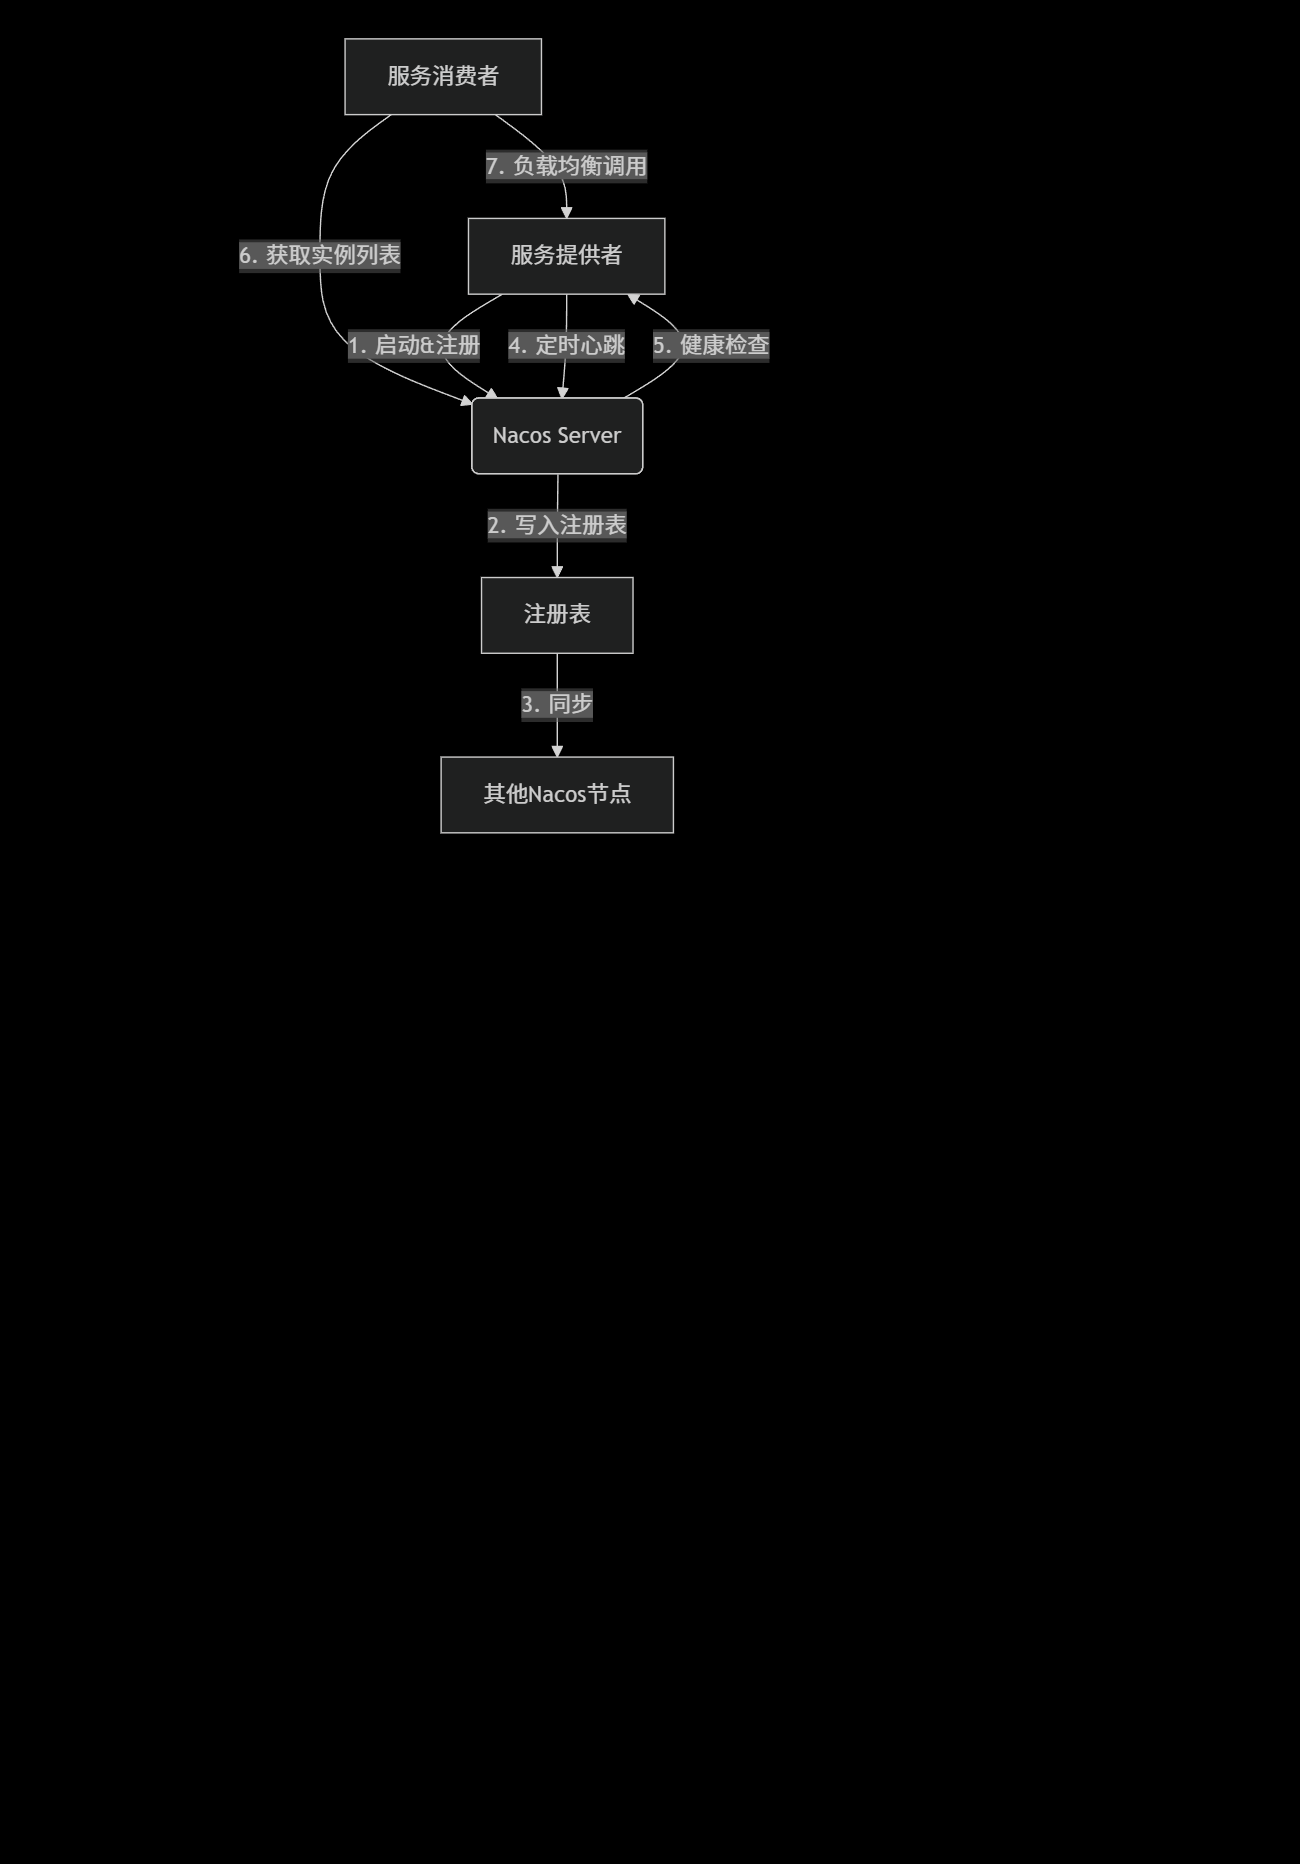 服务消费者
7. 负载均衡调用
6. 获取实例列表
服务提供者
1. 启动&注册
4. 定时心跳
5. 健康检查
Nacos Server
2. 写入注册表
注册表
3. 同步
其他Nacos节点